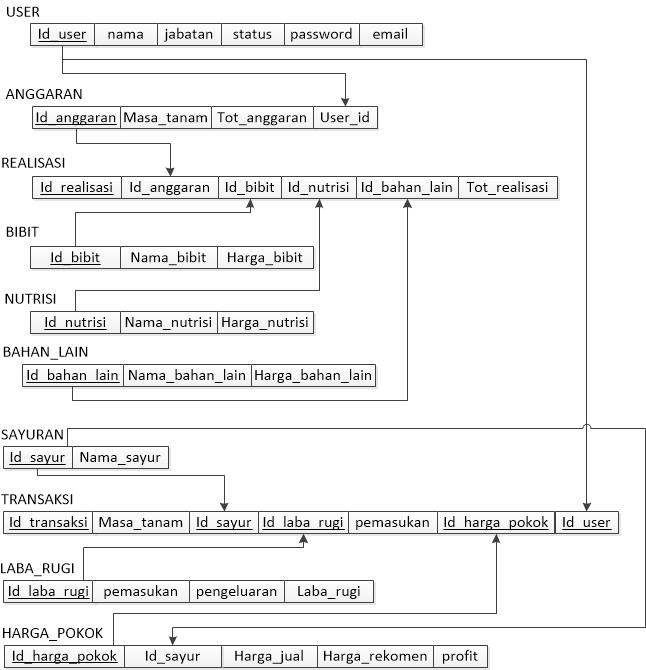 USER
Id_user nama jabatan status password email
ANGGARAN
Id_anggaran Masa_tanam Tot_anggaran User_id
REALISASI
Id_realisasi Id_anggaran Id_bibit Id_nutrisi Id_bahan_lain Tot_realisasi
BIBIT
Id_bibit Nama_bibit Harga_bibit
NUTRISI
Id_nutrisi Nama_nutrisi Harga_nutrisi
BAHAN_LAIN
Id_bahan_lain Nama_bahan_lain Harga_bahan_lain
SAYURAN
Id_sayur Nama_sayur
TRANSAKSI
Id_transaksi Masa_tanam Id_sayur Id_laba_rugi pemasukan Id_harga_pokok Id_user
LABA_RUGI
Id_laba_rugi pemasukan pengeluaran Laba_rugi
HARGA_POKOK
Id_harga_pokok Id_sayur Harga_jual Harga_rekomen profit